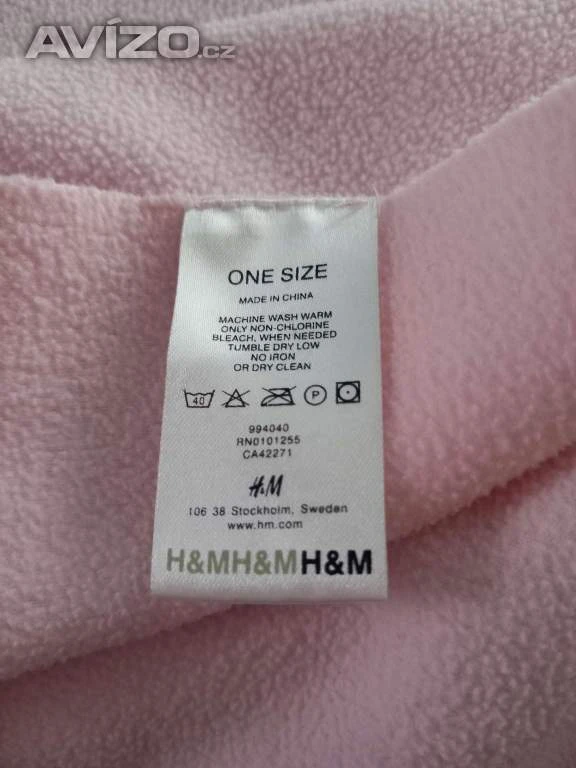 AVÍZO.cz
ONE SIZE
MADE IN CHINA
MACHINE WASH WARM
ONLY NON-CHLORINE
BLEACH, WHEN NEEDED
TUMBLE DRY LOW
NO IRON
OR DRY CLEAN
40
P
994040
RN0101255
CA42271
H&M
106 38 Stockholm, Sweden
www.hm.com
H&MH&MH&M